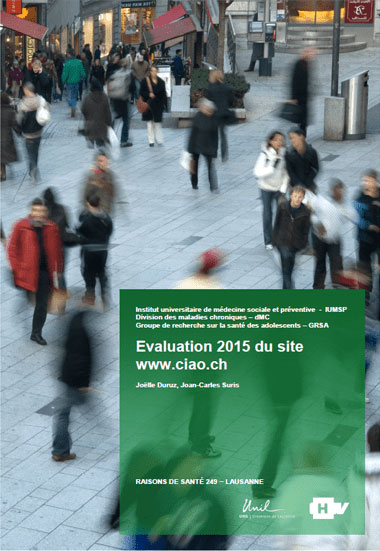 Institut universitaire de médecine sociale et préventive - IUMSP
Division des maladies chroniques – dMC
Groupe de recherche sur la santé des adolescents – GRSA
Evaluation 2015 du site
www.ciao.ch
Joëlle Duruz, Joan-Carles Suris
RAISONS DE SANTÉ 249 – LAUSANNE
Unil